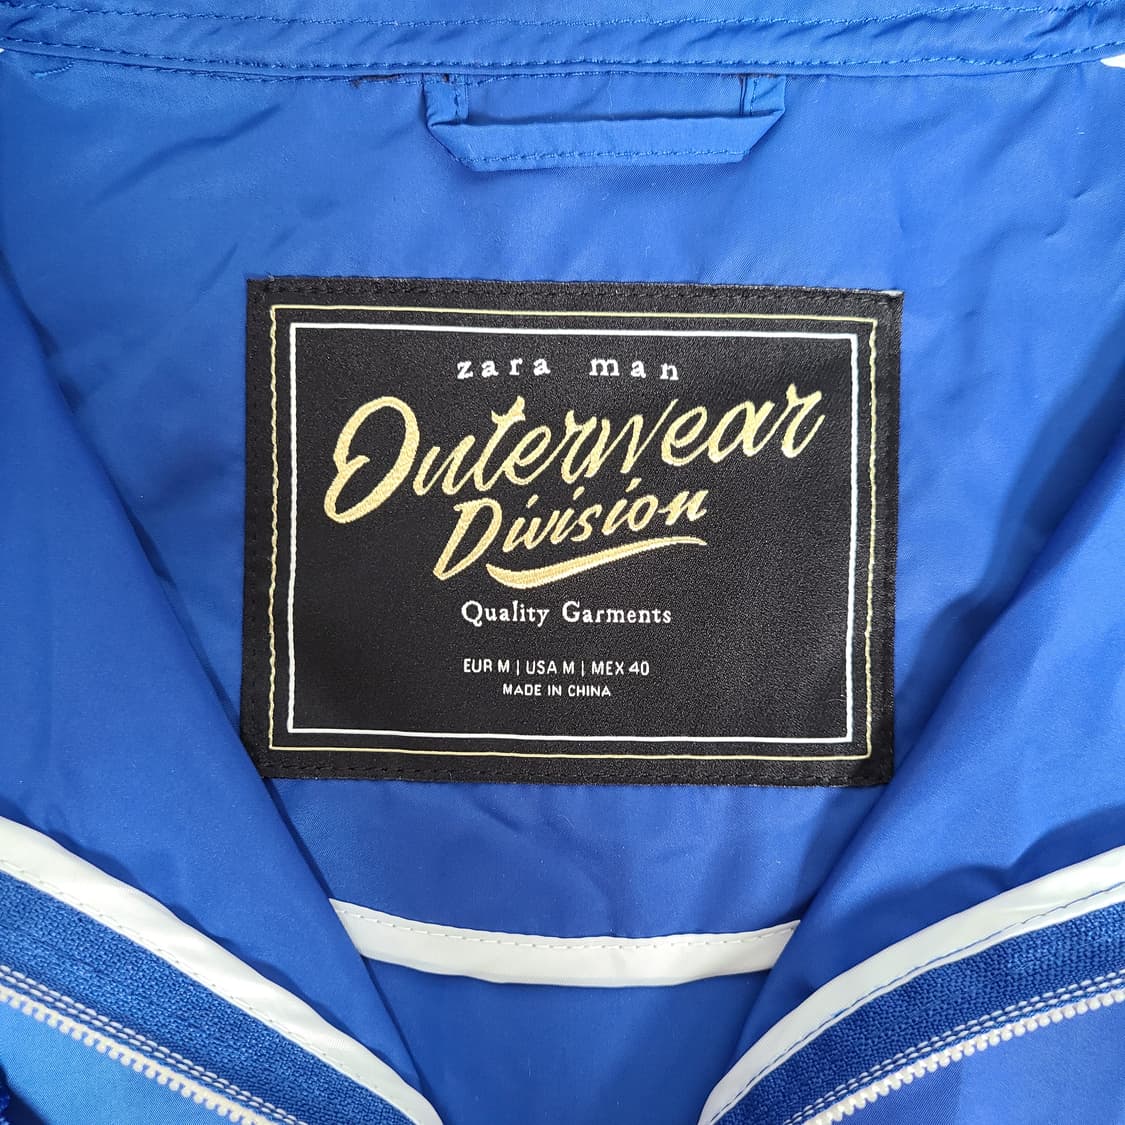 zara man
Outerwear
Division
Quality Garments
EUR M | USA M | MEX 40
MADE IN CHINA